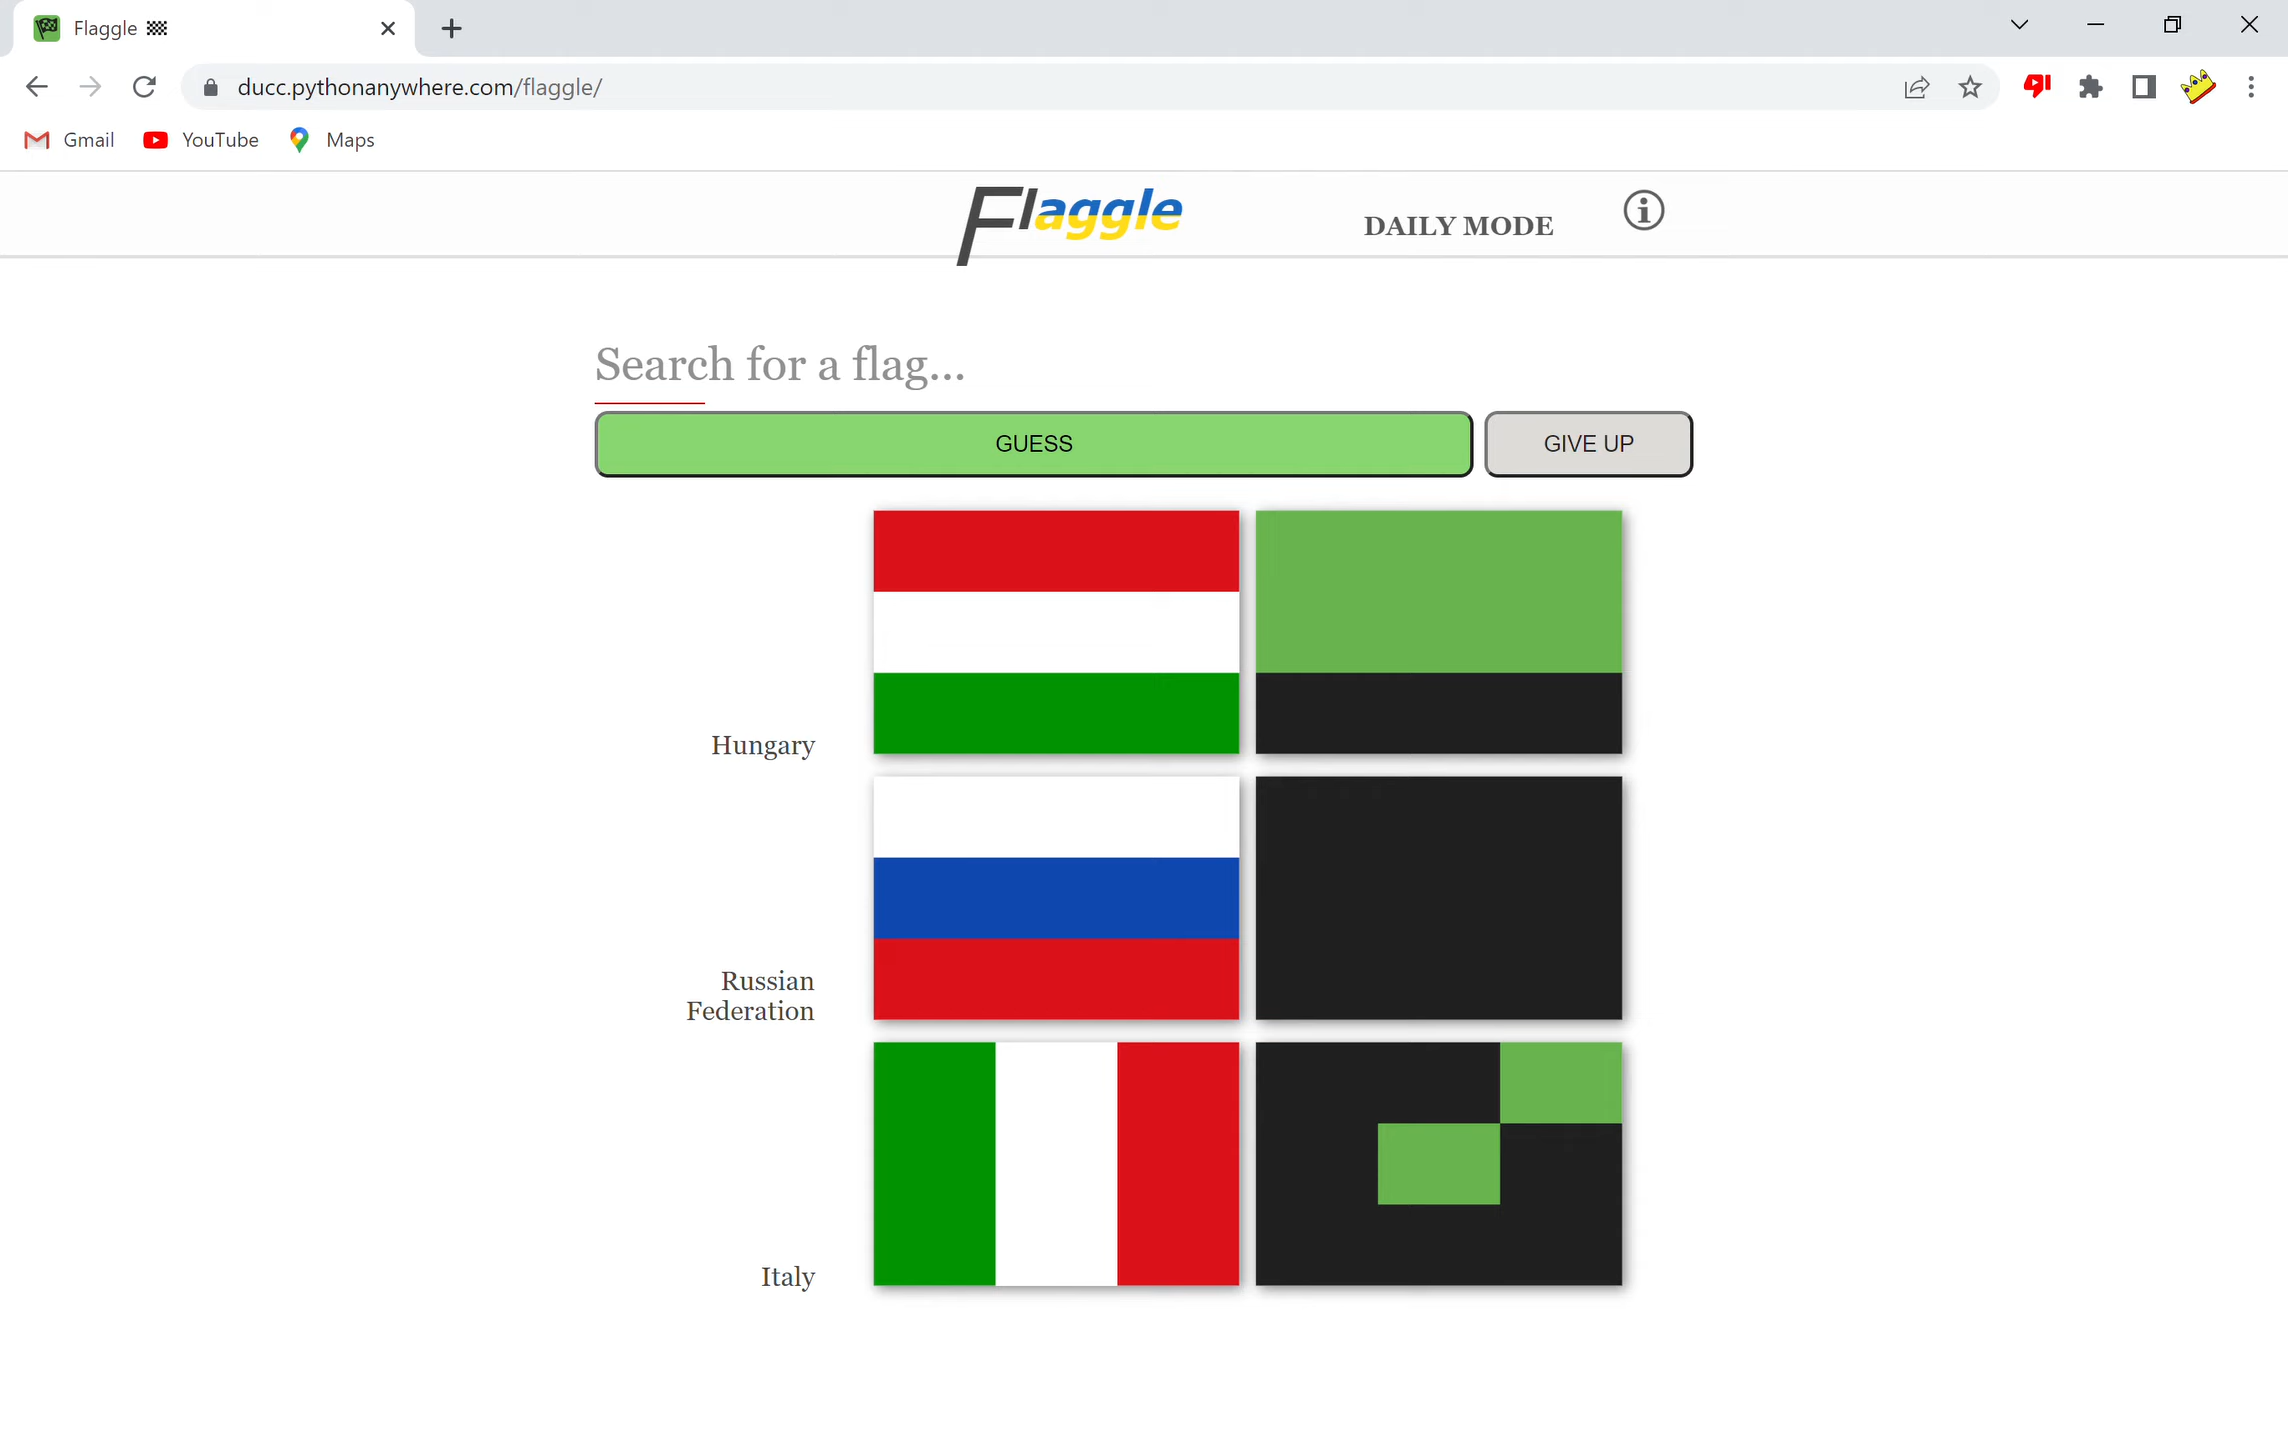 Flaggle
ducc.pythonanywhere.com/flaggle/
Gmail YouTube Maps
Flaggle DAILY MODE
Search for a flag...
GUESS GIVE UP
Hungary
Russian
Federation
Italy